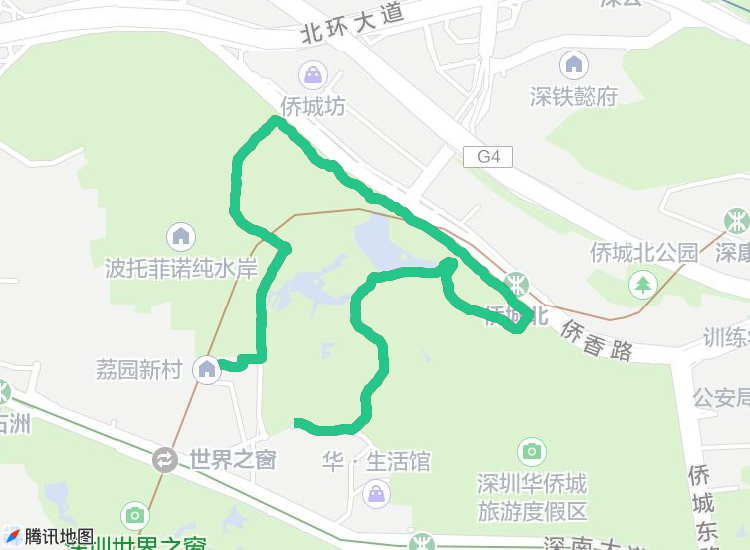 北环大道
侨城坊
深铁懿府
G4
侨城北公园
深康
波托菲诺纯水岸
侨城北
侨香路
训练
荔园新村
公安局
石洲
世界之窗
华·生活馆
深圳华侨城
旅游度假区
侨城东路
腾讯地图
深圳世界之窗
深南大道